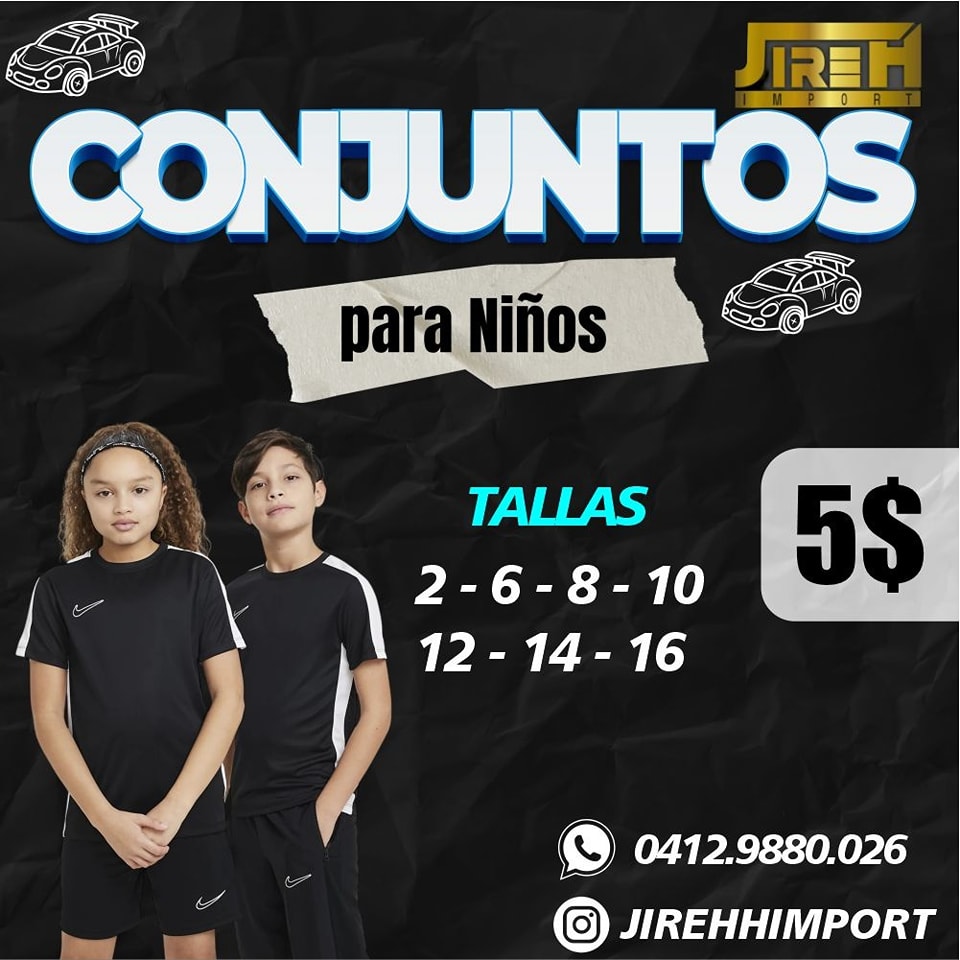 JIREH
IMPORT
CONJUNTOS
para Niños
TALLAS
5$
2 - 6 - 8 - 10
12 - 14 - 16
0412.9880.026
JIREHHIMPORT